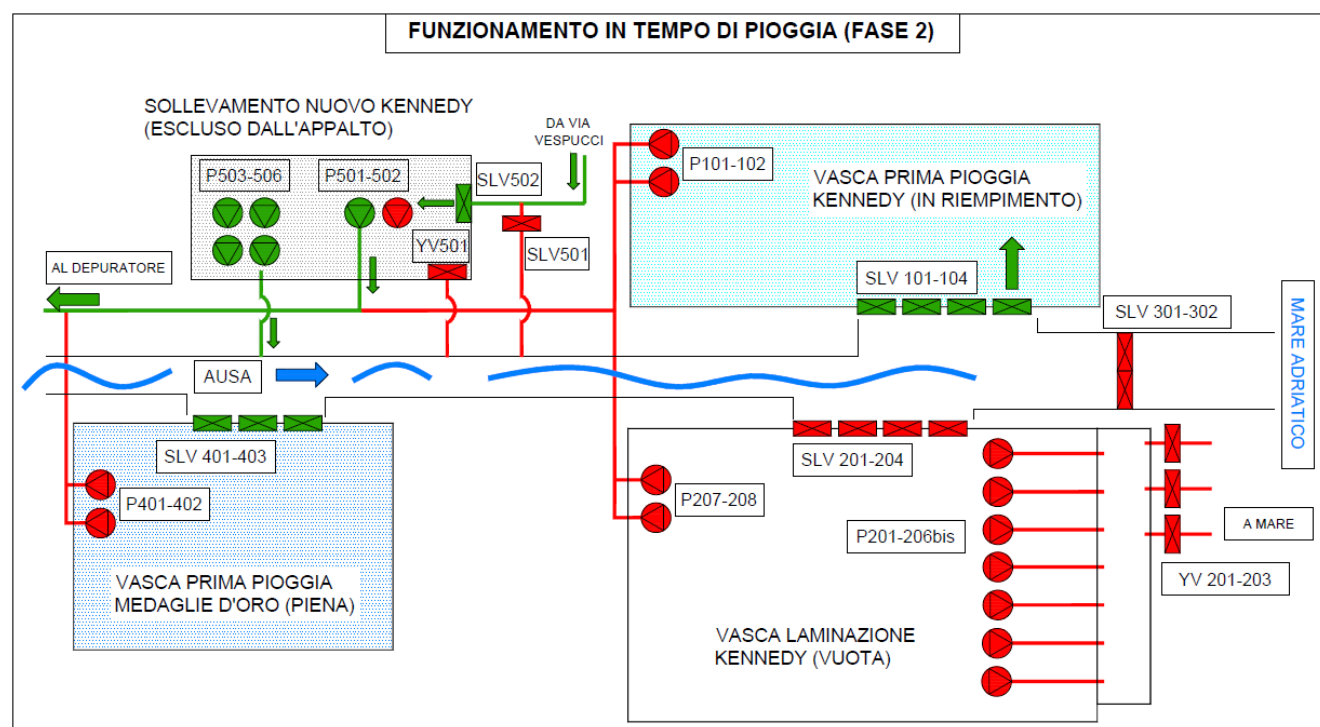 FUNZIONAMENTO IN TEMPO DI PIOGGIA (FASE 2)
SOLLEVAMENTO NUOVO KENNEDY
(ESCLUSO DALL'APPALTO)
DA VIA
VESPUCCI
P503-506
P501-502
SLV502
YV501
SLV501
AL DEPURATORE
P101-102
VASCA PRIMA PIOGGIA
KENNEDY (IN RIEMPIMENTO)
SLV 101-104
SLV 301-302
MARE ADRIATICO
AUSA
SLV 401-403
P401-402
VASCA PRIMA PIOGGIA
MEDAGLIE D'ORO (PIENA)
SLV 201-204
P207-208
P201-206bis
A MARE
YV 201-203
VASCA LAMINAZIONE
KENNEDY (VUOTA)